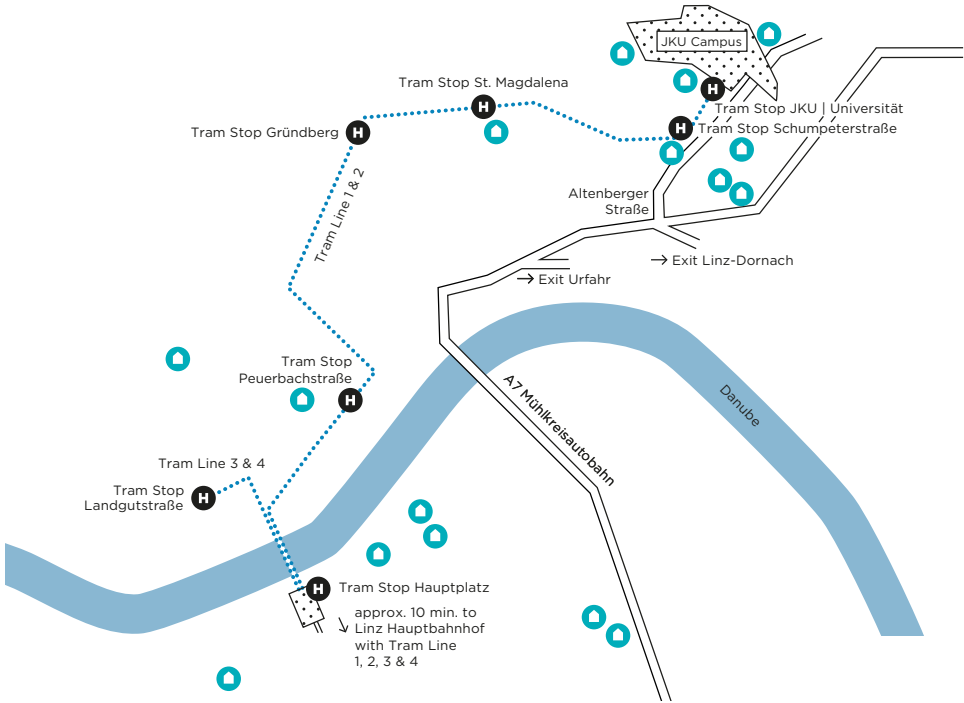 JKU Campus
Tram Stop St. Magdalena
H
H
Tram Stop JKU | Universität
Tram Stop Gründberg
H
H
Tram Stop Schumpeterstraße
Tram Line 1 & 2
Altenberger
Straße
→ Exit Linz-Dornach
→ Exit Urfahr
Tram Stop
Peuerbachstraße
H
A7 Mühlkreisautobahn
Danube
Tram Line 3 & 4
Tram Stop
Landgutstraße
H
H
Tram Stop Hauptplatz
↘ approx. 10 min. to
Linz Hauptbahnhof
with Tram Line
1, 2, 3 & 4